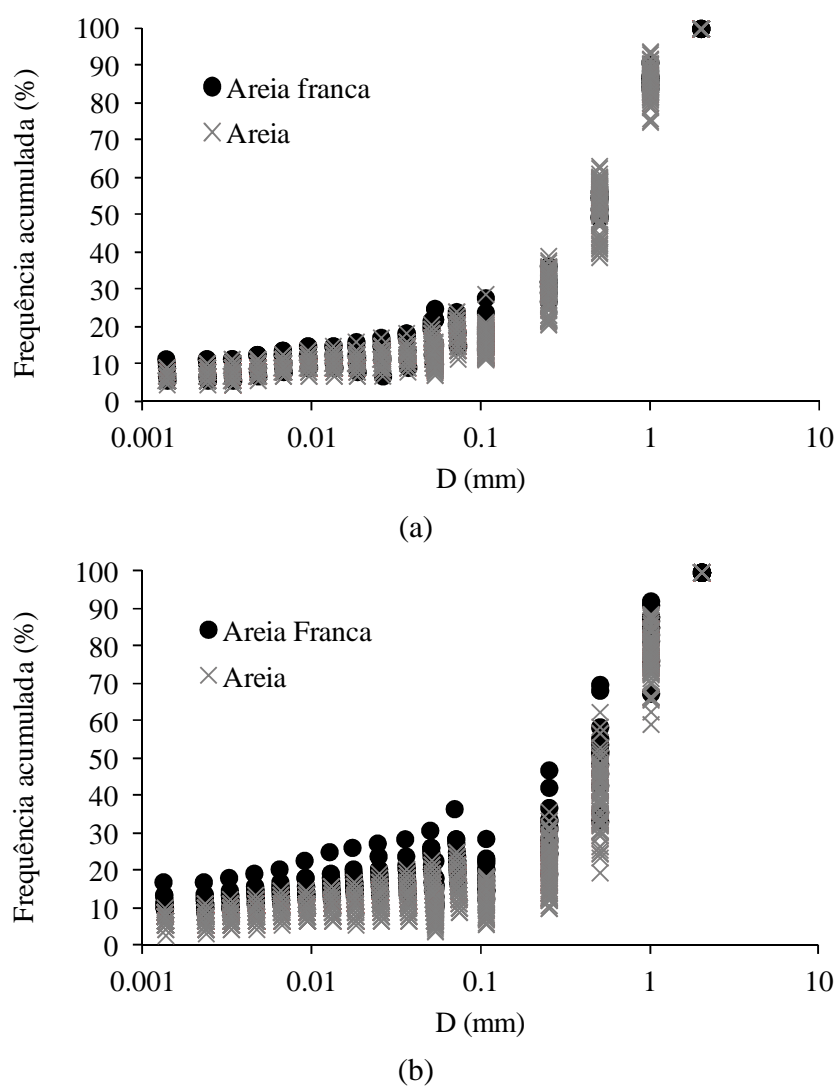 100
90
80
70
60
50
40
30
20
10
0
Frequência acumulada (%)
Areia franca
Areia
0.001 0.01 0.1 1 10
D (mm)
(a)
100
90
80
70
60
50
40
30
20
10
0
Frequência acumulada (%)
Areia Franca
Areia
0.001 0.01 0.1 1 10
D (mm)
(b)